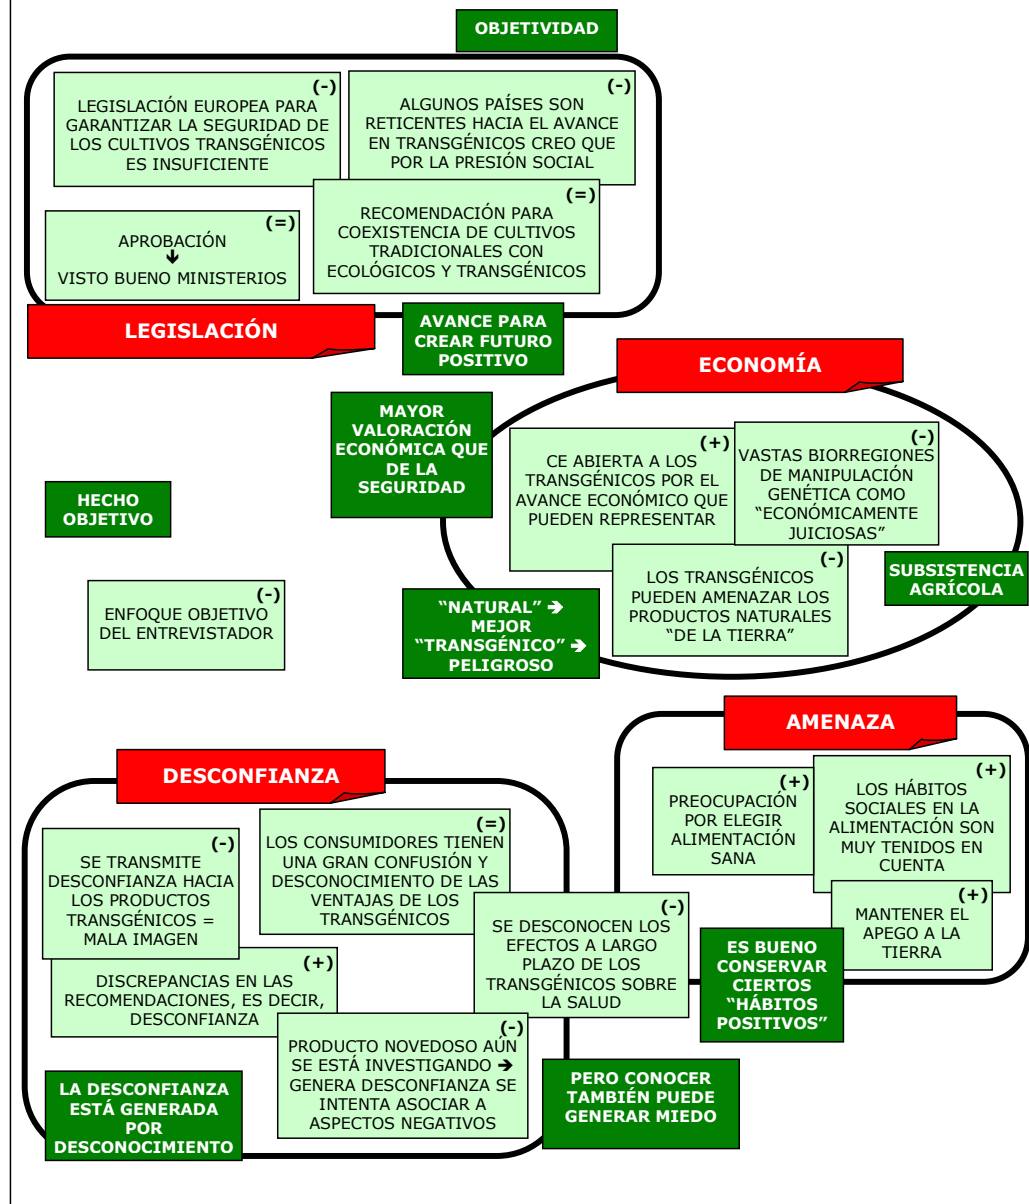 OBJETIVIDAD
(-)
LEGISLACIÓN EUROPEA PARA
GARANTIZAR LA SEGURIDAD DE
LOS CULTIVOS TRANSGÉNICOS
ES INSUFICIENTE
(-)
ALGUNOS PAÍSES SON
RETICENTES HACIA EL AVANCE
EN TRANSGÉNICOS CREO QUE
POR LA PRESIÓN SOCIAL
(=)
APROBACIÓN
🡻
VISTO BUENO MINISTERIOS
(=)
RECOMENDACIÓN PARA
COEXISTENCIA DE CULTIVOS
TRADICIONALES CON
ECOLÓGICOS Y TRANSGÉNICOS
LEGISLACIÓN
AVANCE PARA
CREAR FUTURO
POSITIVO
ECONOMÍA
MAYOR
VALORACIÓN
ECONÓMICA QUE
DE LA
SEGURIDAD
(+)
CE ABIERTA A LOS
TRANSGÉNICOS POR EL
AVANCE ECONÓMICO QUE
PUEDEN REPRESENTAR
(-)
VASTAS BIORREGIONES
DE MANIPULACIÓN
GENÉTICA COMO
“ECONÓMICAMENTE
JUICIOSAS”
HECHO
OBJETIVO
(-)
LOS TRANSGÉNICOS
PUEDEN AMENAZAR LOS
PRODUCTOS NATURALES
“DE LA TIERRA”
SUBSISTENCIA
AGRÍCOLA
(-)
ENFOQUE OBJETIVO
DEL ENTREVISTADOR
“NATURAL” ➔
MEJOR
“TRANSGÉNICO” ➔
PELIGROSO
AMENAZA
(+)
PREOCUPACIÓN
POR ELEGIR
ALIMENTACIÓN
SANA
(+)
LOS HÁBITOS
SOCIALES EN LA
ALIMENTACIÓN SON
MUY TENIDOS EN
CUENTA
(+)
MANTENER EL
APEGO A LA
TIERRA
ES BUENO
CONSERVAR
CIERTOS
“HÁBITOS
POSITIVOS”
DESCONFIANZA
(-)
SE TRANSMITE
DESCONFIANZA HACIA
LOS PRODUCTOS
TRANSGÉNICOS =
MALA IMAGEN
(=)
LOS CONSUMIDORES TIENEN
UNA GRAN CONFUSIÓN Y
DESCONOCIMIENTO DE LAS
VENTAJAS DE LOS
TRANSGÉNICOS
(-)
SE DESCONOCEN LOS
EFECTOS A LARGO
PLAZO DE LOS
TRANSGÉNICOS SOBRE
LA SALUD
(+)
DISCREPANCIAS EN LAS
RECOMENDACIONES, ES DECIR,
DESCONFIANZA
(-)
PRODUCTO NOVEDOSO AÚN
SE ESTÁ INVESTIGANDO ➔
GENERA DESCONFIANZA SE
INTENTA ASOCIAR A
ASPECTOS NEGATIVOS
LA DESCONFIANZA
ESTÁ GENERADA
POR
DESCONOCIMIENTO
PERO CONOCER
TAMBIÉN PUEDE
GENERAR MIEDO